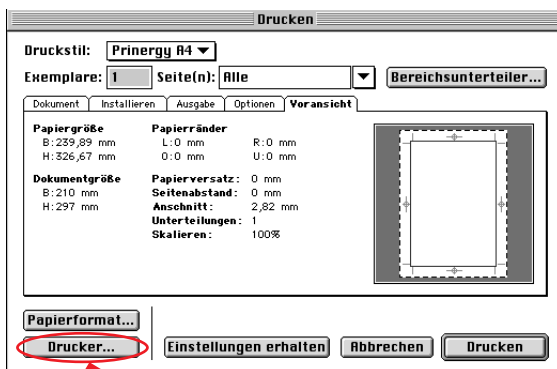 Drucken
Druckstil: Prinergy A4
Exemplare: 1 Seite(n): Alle Bereichsunterteiler...
Dokument Installieren Ausgabe Optionen Voransicht
Papiergröße Papierränder
B:239,89 mm L:0 mm R:0 mm
H:326,67 mm O:0 mm U:0 mm
Dokumentgröße Papierversatz: 0 mm
B:210 mm Seitenabstand: 0 mm
H:297 mm Anschnitt: 2,82 mm
Unterteilungen: 1
Skalieren: 100%
Papierformat...
Drucker... Einstellungen erhalten Abbrechen Drucken